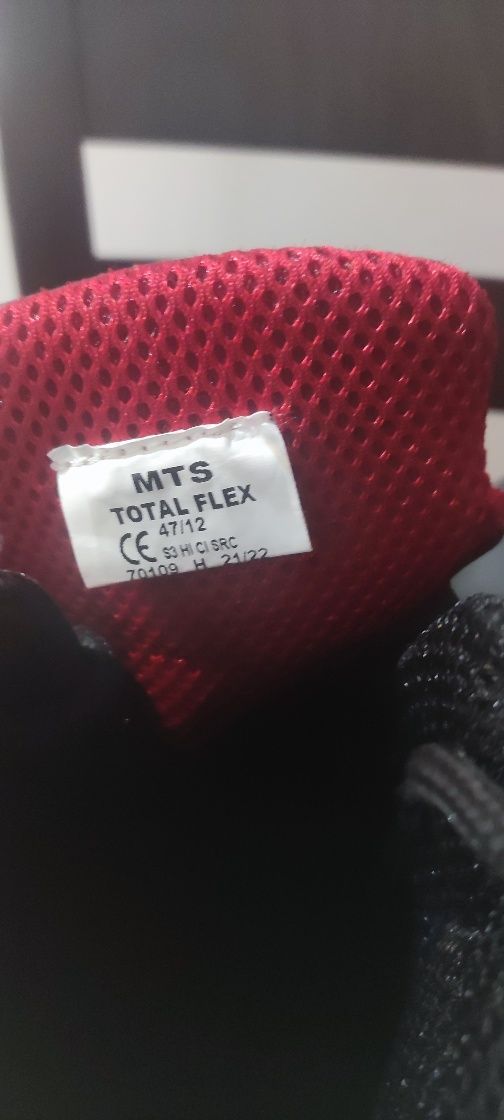 MTS
TOTAL FLEX
47/12
CE S3 HI CI SRC
70109 H 21/22